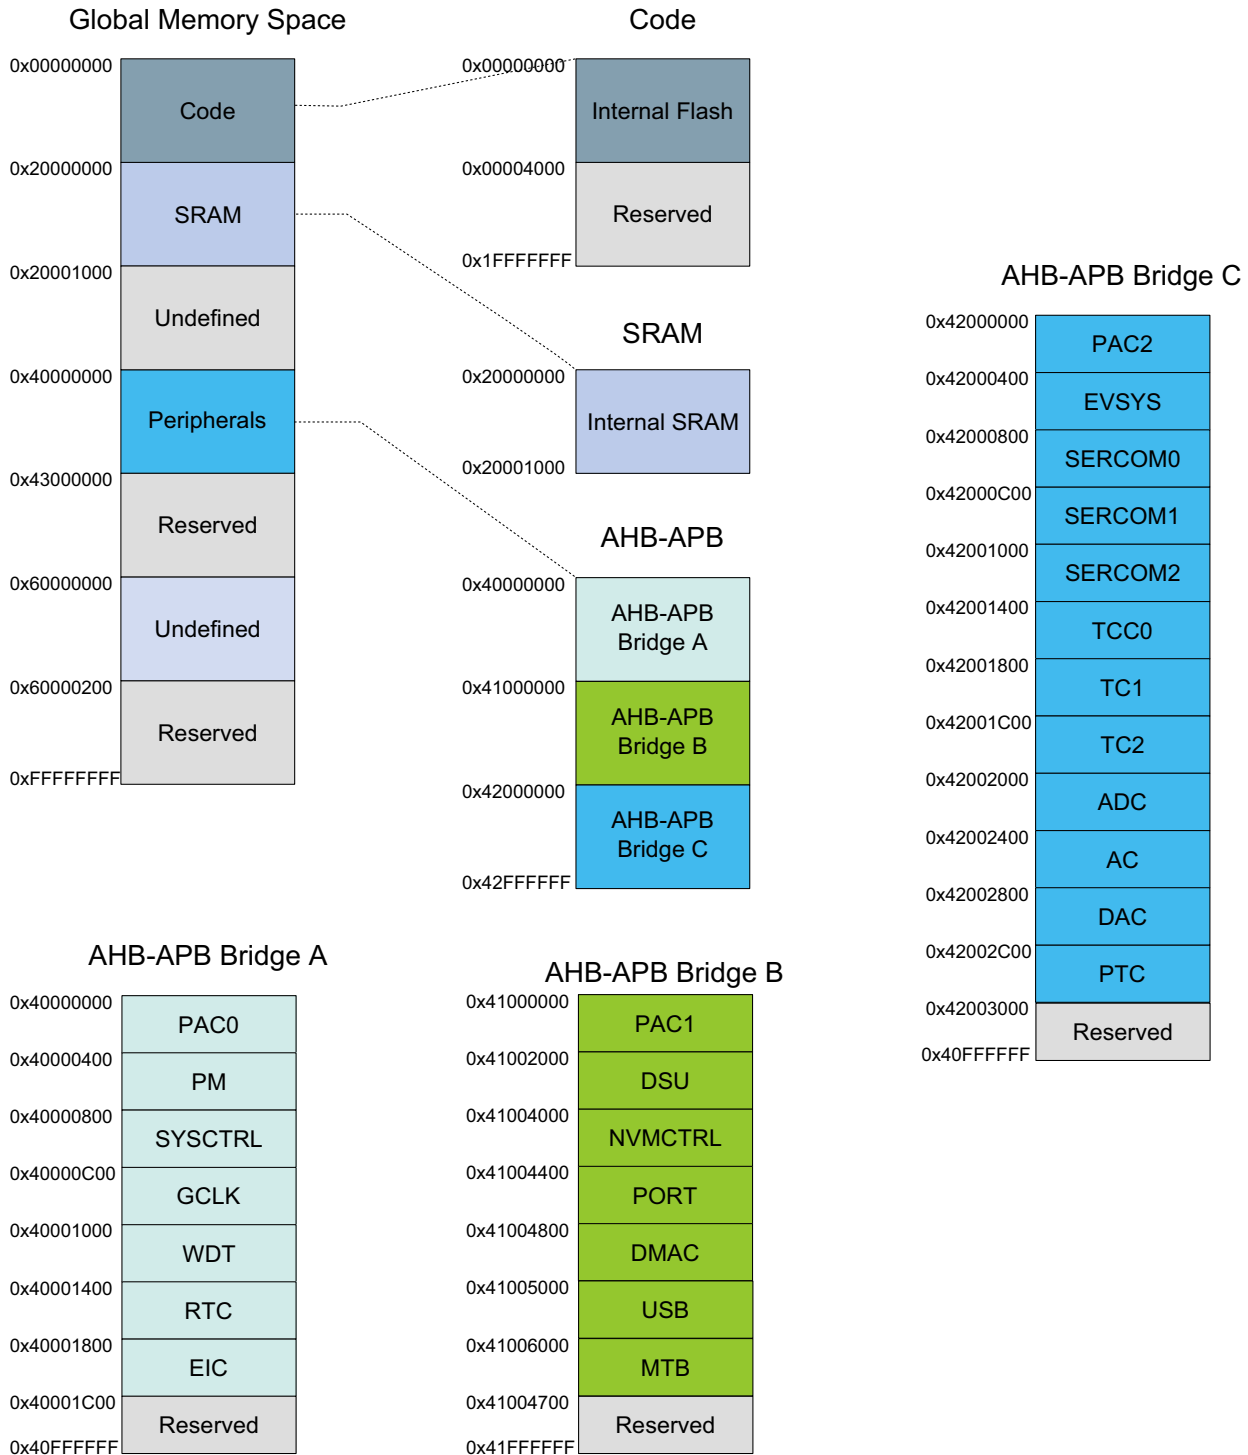 Global Memory Space
0x00000000
Code
0x20000000
SRAM
0x20001000
Undefined
0x40000000
Peripherals
0x43000000
Reserved
0x60000000
Undefined
0x60000200
Reserved
0xFFFFFFFF
Code
0x00000000
Internal Flash
0x00004000
Reserved
0x1FFFFFFF
SRAM
0x20000000
Internal SRAM
0x20001000
AHB-APB
0x40000000
AHB-APB
Bridge A
0x41000000
AHB-APB
Bridge B
0x42000000
AHB-APB
Bridge C
0x42FFFFFF
AHB-APB Bridge C
0x42000000
PAC2
0x42000400
EVSYS
0x42000800
SERCOM0
0x42000C00
SERCOM1
0x42001000
SERCOM2
0x42001400
TCC0
0x42001800
TC1
0x42001C00
TC2
0x42002000
ADC
0x42002400
AC
0x42002800
DAC
0x42002C00
PTC
0x42003000
Reserved
0x40FFFFFF
AHB-APB Bridge A
0x40000000
PAC0
0x40000400
PM
0x40000800
SYSCTRL
0x40000C00
GCLK
0x40001000
WDT
0x40001400
RTC
0x40001800
EIC
0x40001C00
Reserved
0x40FFFFFF
AHB-APB Bridge B
0x41000000
PAC1
0x41002000
DSU
0x41004000
NVMCTRL
0x41004400
PORT
0x41004800
DMAC
0x41005000
USB
0x41006000
MTB
0x41004700
Reserved
0x41FFFFFF